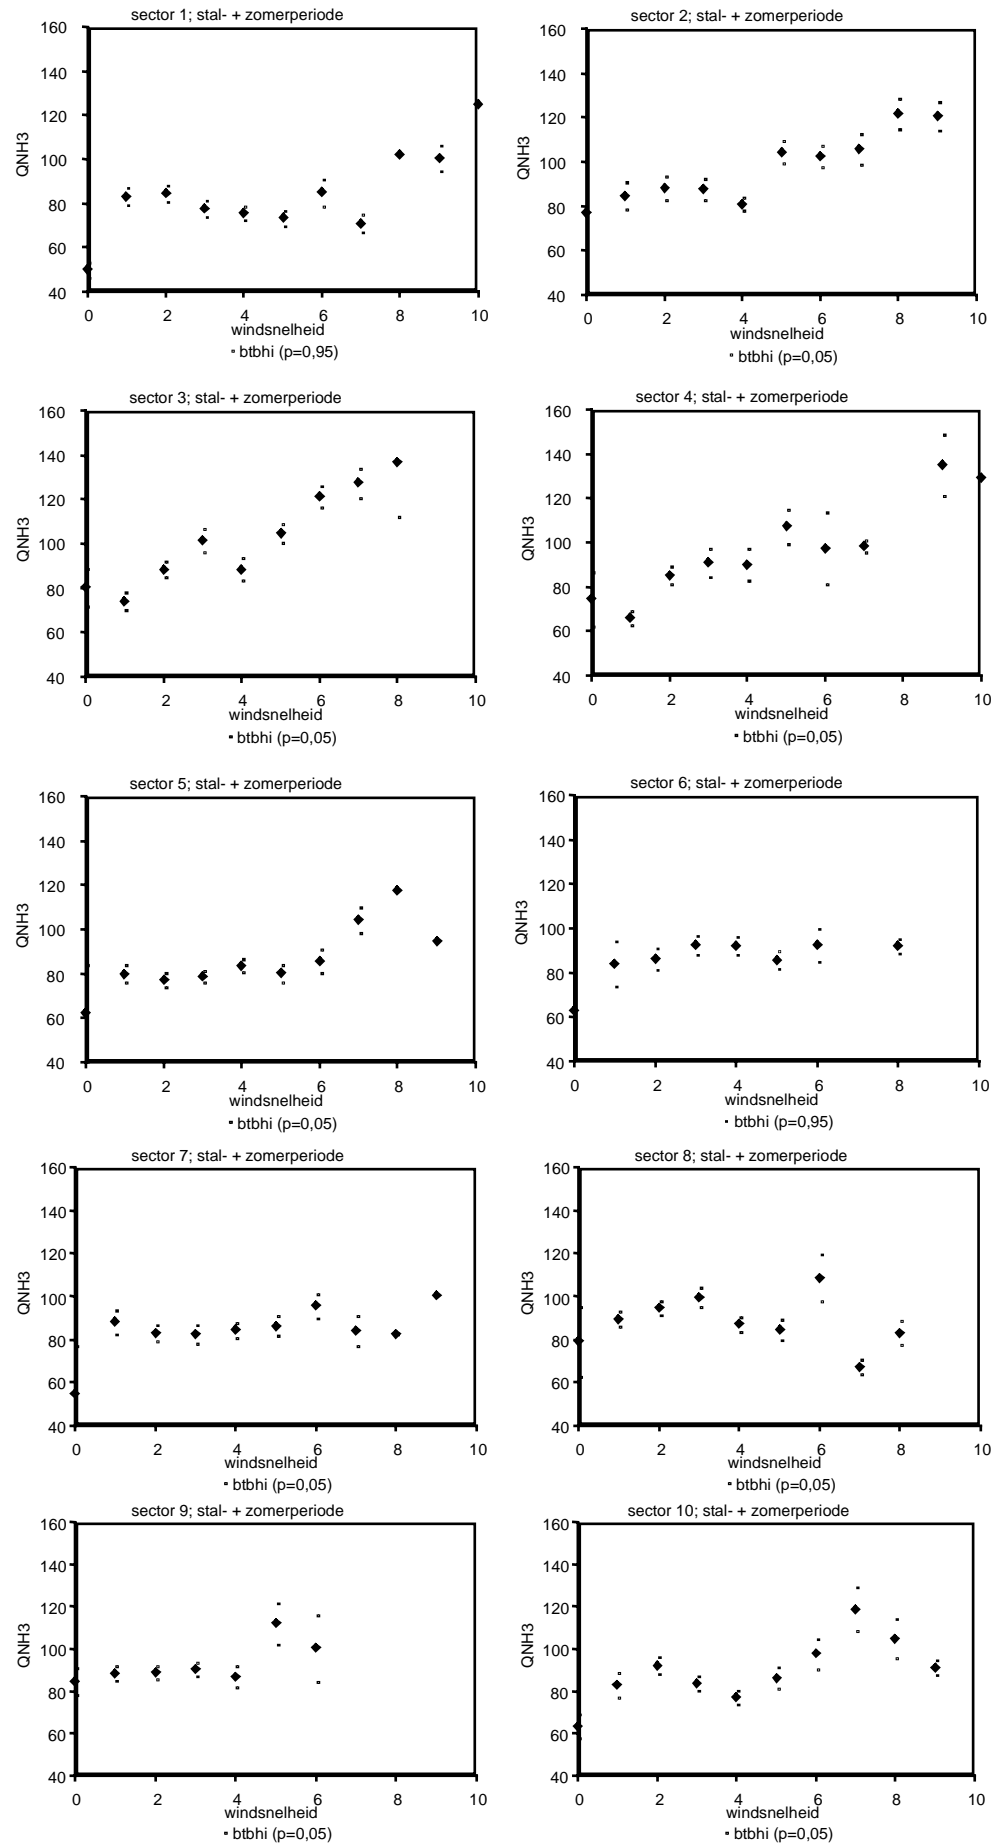 sector 1; stal- + zomerperiode
160
140
120
100
80
60
40
QNH3
0 2 4 6 8 10
windsnelheid
btbhi (p=0,95)
sector 2; stal- + zomerperiode
160
140
120
100
80
60
40
QNH3
0 2 4 6 8 10
windsnelheid
btbhi (p=0,05)
sector 3; stal- + zomerperiode
160
140
120
100
80
60
40
QNH3
0 2 4 6 8 10
windsnelheid
btbhi (p=0,05)
sector 4; stal- + zomerperiode
160
140
120
100
80
60
40
QNH3
0 2 4 6 8 10
windsnelheid
btbhi (p=0,05)
sector 5; stal- + zomerperiode
160
140
120
100
80
60
40
QNH3
0 2 4 6 8 10
windsnelheid
btbhi (p=0,05)
sector 6; stal- + zomerperiode
160
140
120
100
80
60
40
QNH3
0 2 4 6 8 10
windsnelheid
btbhi (p=0,95)
sector 7; stal- + zomerperiode
160
140
120
100
80
60
40
QNH3
0 2 4 6 8 10
windsnelheid
btbhi (p=0,05)
sector 8; stal- + zomerperiode
160
140
120
100
80
60
40
QNH3
0 2 4 6 8 10
windsnelheid
btbhi (p=0,05)
sector 9; stal- + zomerperiode
160
140
120
100
80
60
40
QNH3
0 2 4 6 8 10
windsnelheid
btbhi (p=0,05)
sector 10; stal- + zomerperiode
160
140
120
100
80
60
40
QNH3
0 2 4 6 8 10
windsnelheid
btbhi (p=0,05)